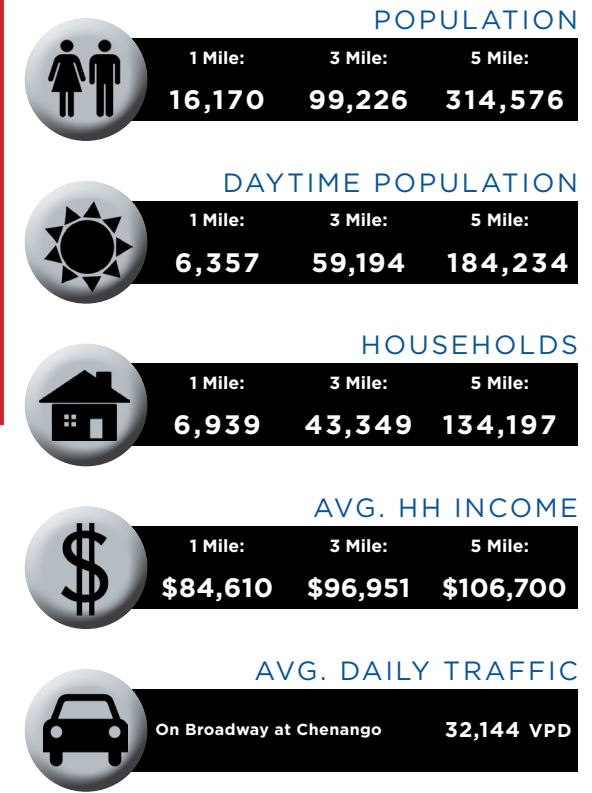 POPULATION
1 Mile: 3 Mile: 5 Mile:
16,170 99,226 314,576
DAYTIME POPULATION
1 Mile: 3 Mile: 5 Mile:
6,357 59,194 184,234
HOUSEHOLDS
1 Mile: 3 Mile: 5 Mile:
6,939 43,349 134,197
AVG. HH INCOME
1 Mile: 3 Mile: 5 Mile:
$84,610 $96,951 $106,700
AVG. DAILY TRAFFIC
On Broadway at Chenango 32,144 VPD